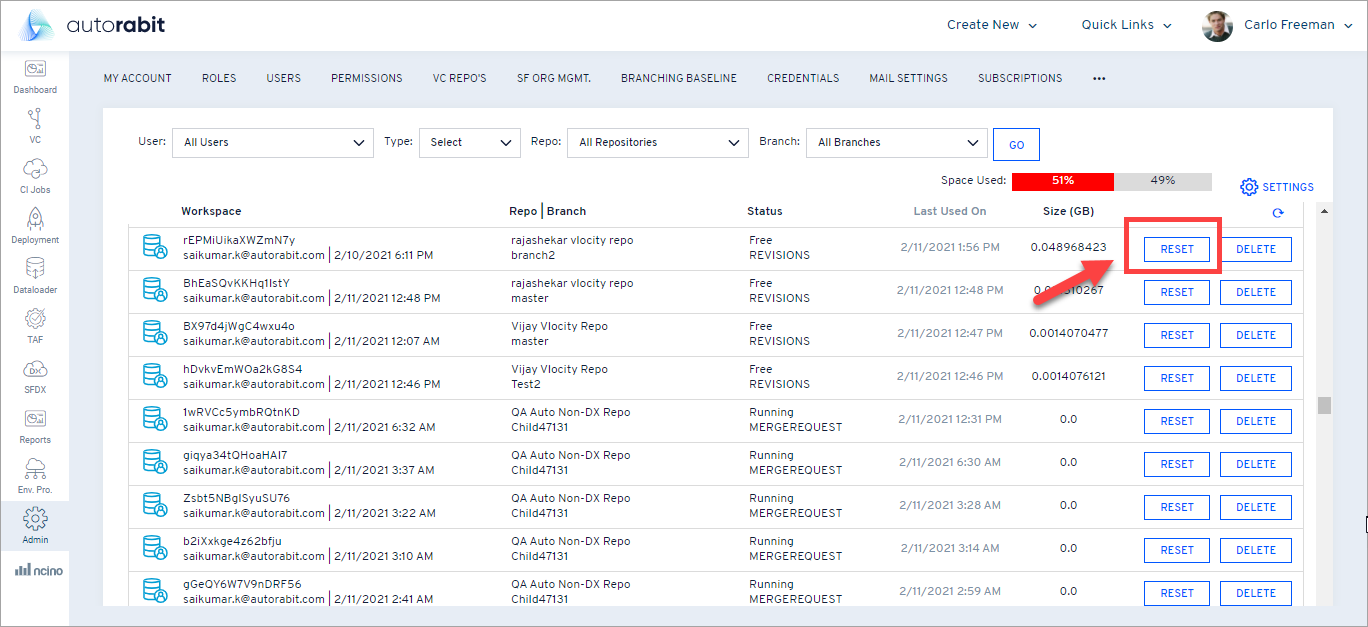 autorabit
Create New
Quick Links
Carlo Freeman
Dashboard
VC
CI Jobs
Deployment
Dataloader
TAF
SFDX
Reports
Env. Pro.
Admin
ncino
MY ACCOUNT ROLES USERS PERMISSIONS VC REPO'S SF ORG MGMT. BRANCHING BASELINE CREDENTIALS MAIL SETTINGS SUBSCRIPTIONS •••
User: All Users Type: Select Repo: All Repositories Branch: All Branches GO
Space Used: 51% 49% SETTINGS
Workspace Repo | Branch Status Last Used On Size (GB)
rEPMiUikaXWZmN7y rajashekar vlocity repo Free 2/11/2021 1:56 PM 0.048968423 RESET DELETE
saikumar.k@autorabit.com | 2/10/2021 6:11 PM branch2 REVISIONS
BhEaSQvKKHq1IstY rajashekar vlocity repo Free 2/11/2021 12:48 PM RESET DELETE
saikumar.k@autorabit.com | 2/11/2021 12:48 PM master REVISIONS
BX97d4jWgC4wxu4o Vijay Vlocity Repo Free 2/11/2021 12:47 PM 0.0014070477 RESET DELETE
saikumar.k@autorabit.com | 2/11/2021 12:07 AM master REVISIONS
hDvkvEmWOa2kG8S4 Vijay Vlocity Repo Free 2/11/2021 12:46 PM 0.0014076121 RESET DELETE
saikumar.k@autorabit.com | 2/11/2021 12:46 PM Test2 REVISIONS
1wRVCc5ymbRQtnKD QA Auto Non-DX Repo Running 2/11/2021 12:31 PM 0.0 RESET DELETE
saikumar.k@autorabit.com | 2/11/2021 6:32 AM Child47131 MERGEREQUEST
giqya34tQHoaHAI7 QA Auto Non-DX Repo Running 2/11/2021 6:30 AM 0.0 RESET DELETE
saikumar.k@autorabit.com | 2/11/2021 3:37 AM Child47131 MERGEREQUEST
Zsbt5NBgISyuSU76 QA Auto Non-DX Repo Running 2/11/2021 3:28 AM 0.0 RESET DELETE
saikumar.k@autorabit.com | 2/11/2021 3:22 AM Child47131 MERGEREQUEST
b2iXxkge4z62bfju QA Auto Non-DX Repo Running 2/11/2021 3:14 AM 0.0 RESET DELETE
saikumar.k@autorabit.com | 2/11/2021 3:10 AM Child47131 MERGEREQUEST
gGeQY6W7V9nDRF56 QA Auto Non-DX Repo Running 2/11/2021 2:59 AM 0.0 RESET DELETE
saikumar.k@autorabit.com | 2/11/2021 2:41 AM Child47131 MERGEREQUEST